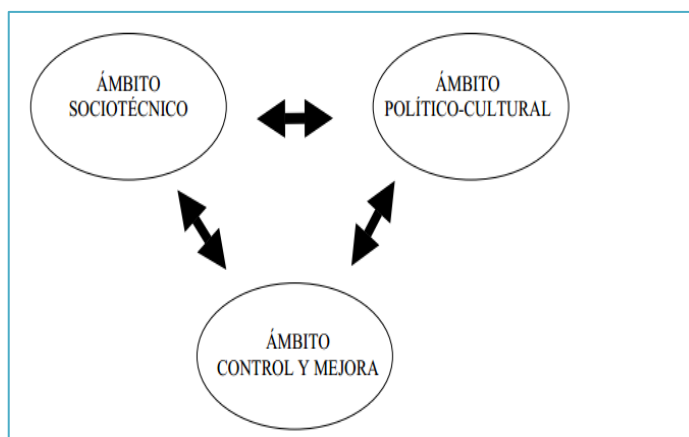 ÁMBITO
SOCIOTÉCNICO
ÁMBITO
POLÍTICO-CULTURAL
ÁMBITO
CONTROL Y MEJORA